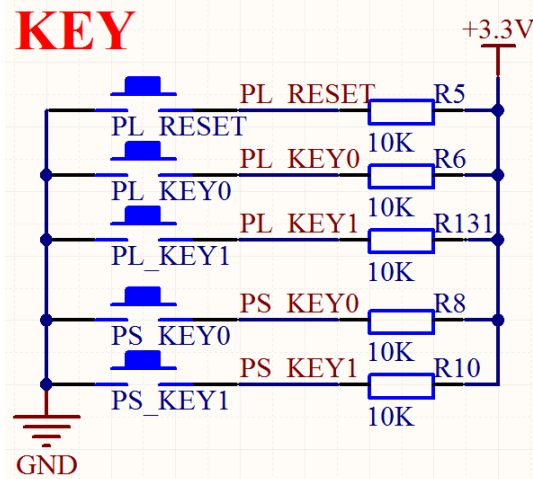 KEY
+3.3V
PL_RESET R5
PL_RESET 10K
PL_KEY0 R6
PL_KEY0 10K
PL_KEY1 R131
PL_KEY1 10K
PS_KEY0 R8
PS_KEY0 10K
PS_KEY1 R10
PS_KEY1 10K
GND